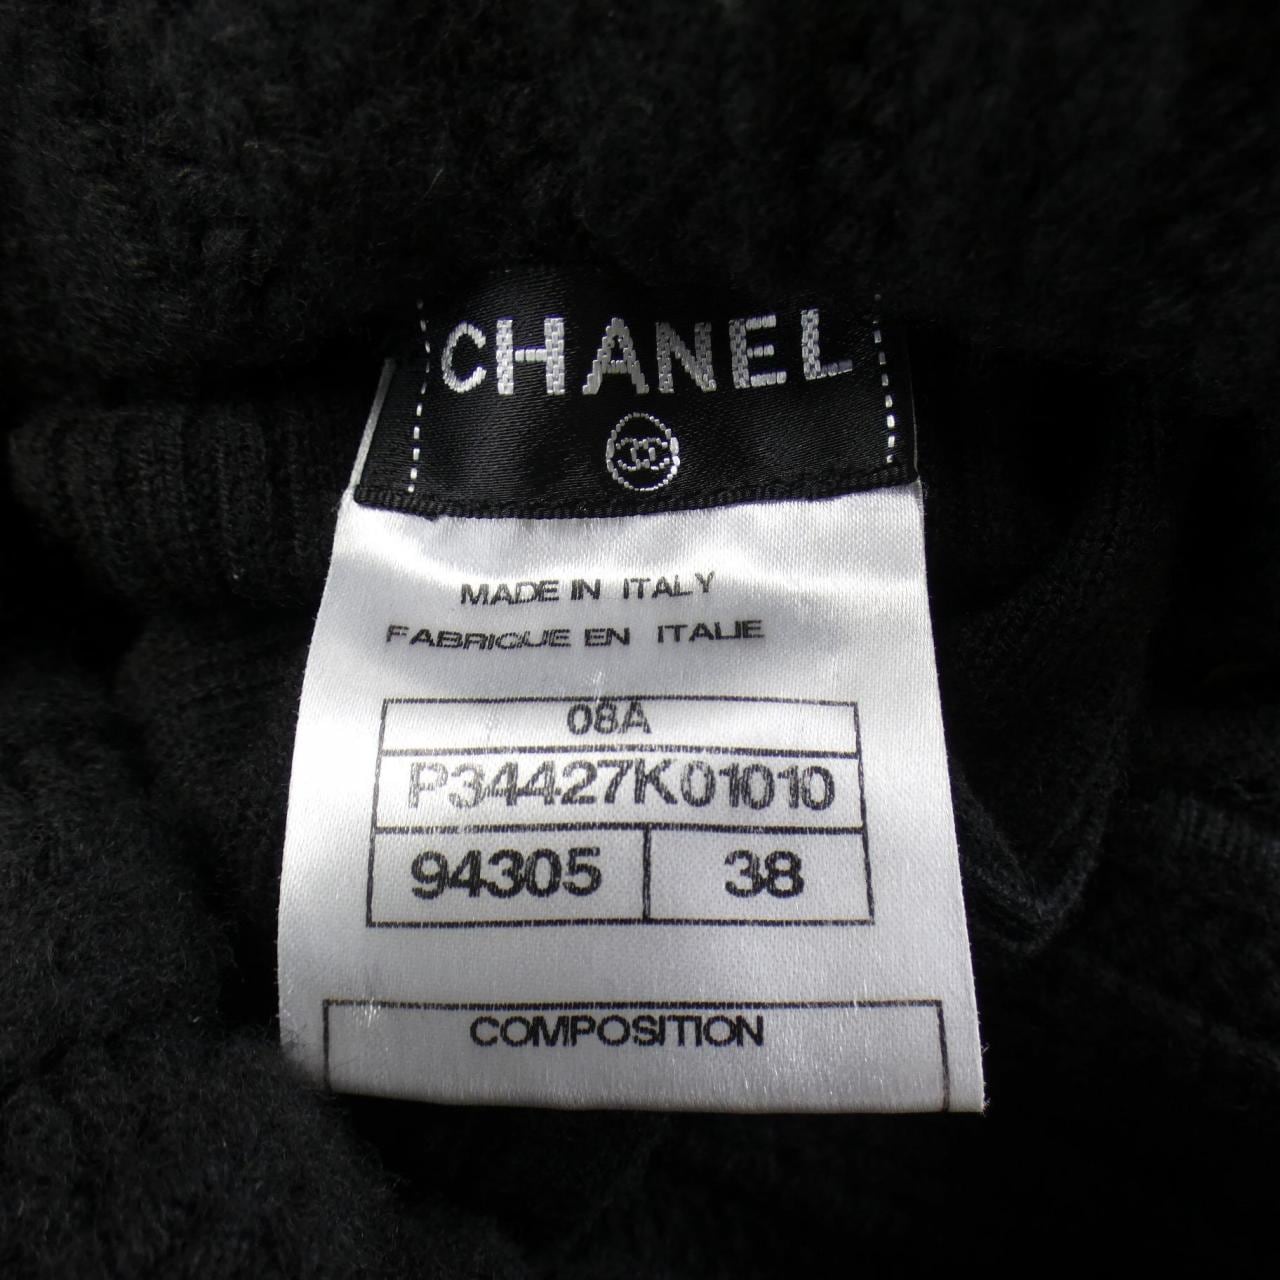 CHANEL
MADE IN ITALY
FABRIQUE EN ITALIE
08A
P34427K01010
94305 38
COMPOSITION